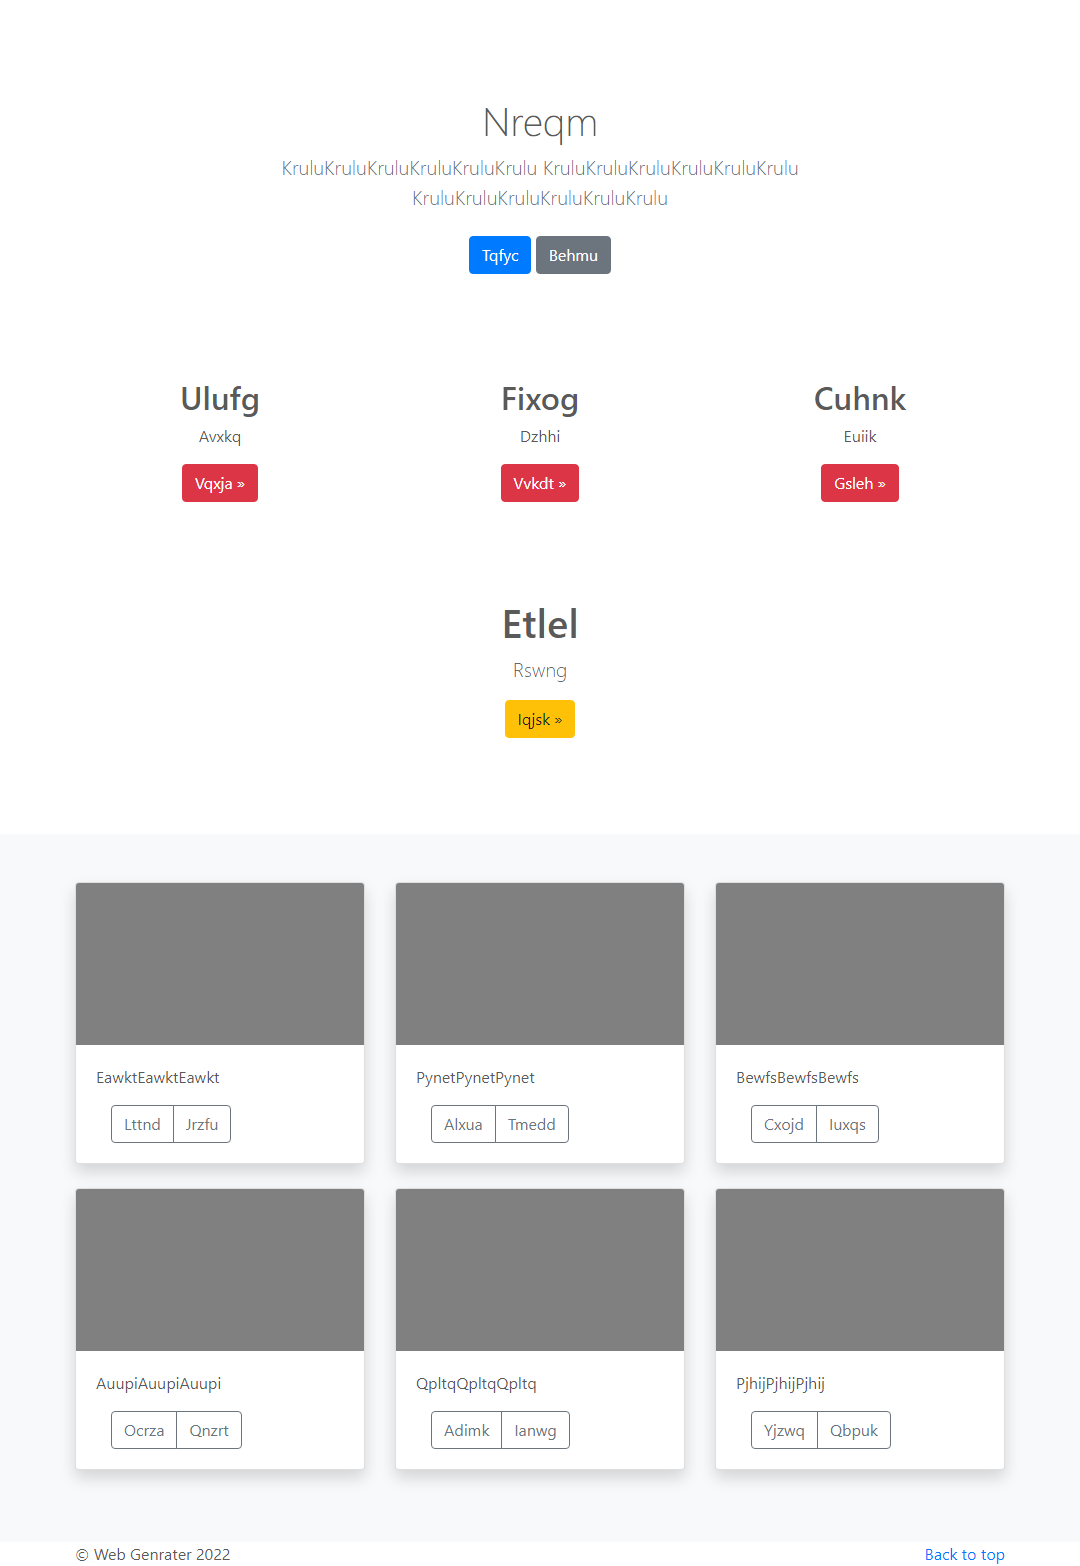 Nreqm
KruluKruluKruluKruluKruluKrulu KruluKruluKruluKruluKruluKrulu
KruluKruluKruluKruluKruluKrulu
Tqfyc Behmu
Ulufg Fixog Cuhnk
Avxkq Dzhhi Euiik
Vqxja » Vvkdt » Gsleh »
Etlel
Rswng
Iqjsk »
EawktEawktEawkt PynetPynetPynet BewfsBewfsBewfs
Lttnd Jrzfu Alxua Tmedd Cxojd Iuxqs
AuupiAuupiAuupi QpltqQpltqQpltq PjhijPjhijPjhij
Ocrza Qnzrt Adimk Ianwg Yjzwq Qbpuk
© Web Genrater 2022 Back to top